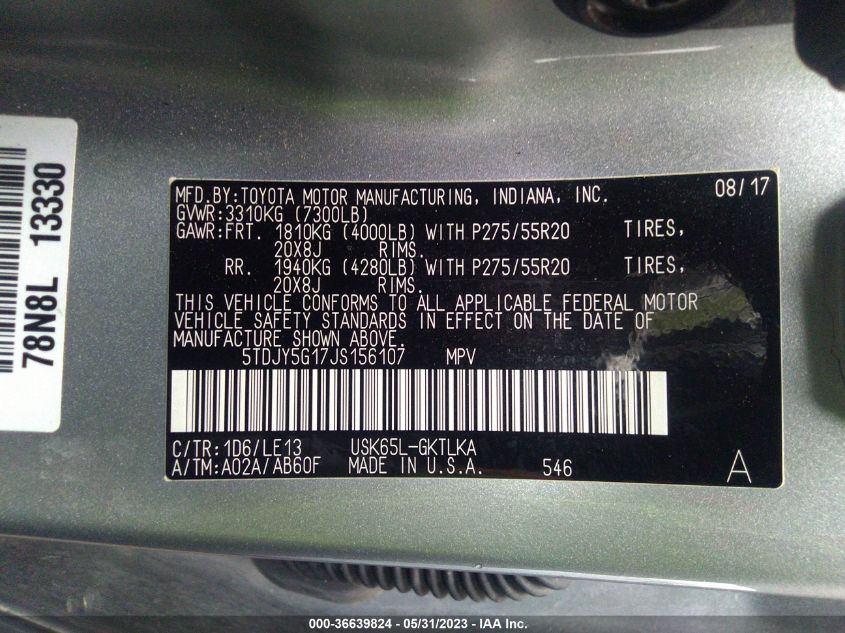 78N8L 13330
MFD.BY:TOYOTA MOTOR MANUFACTURING, INDIANA, INC. 08/17
GVWR:3310KG (7300LB)
GAWR:FRT. 1810KG (4000LB) WITH P275/55R20 TIRES,
20X8J RIMS.
RR. 1940KG (4280LB) WITH P275/55R20 TIRES,
20X8J RIMS.
THIS VEHICLE CONFORMS TO ALL APPLICABLE FEDERAL MOTOR
VEHICLE SAFETY STANDARDS IN EFFECT ON THE DATE OF
MANUFACTURE SHOWN ABOVE.
5TDJY5G17JS156107 MPV
C/TR:1D6/LE13 USK65L-GKTLKA
A/TM:A02A/AB60F MADE IN U.S.A. 546 A
000-36639824 - 05/31/2023 - IAA Inc.